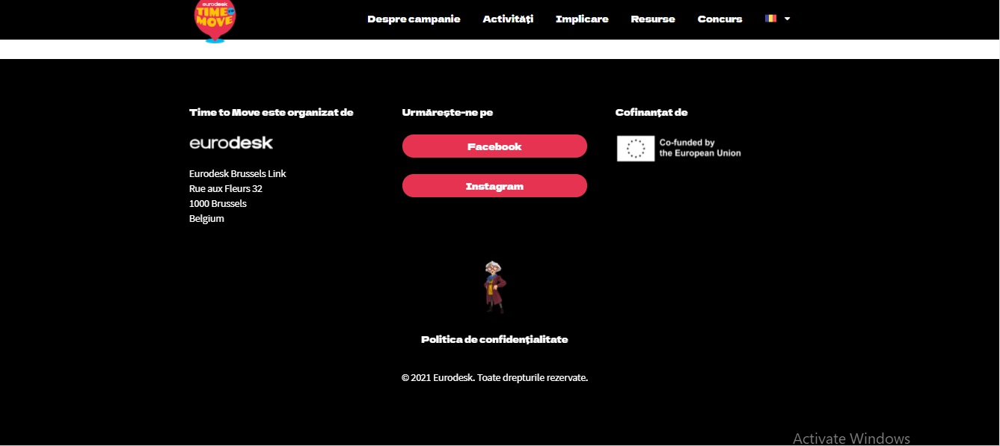 eurodesk
TIME TO
MOVE
Despre campanie Activități Implicare Resurse Concurs
Time to Move este organizat de
eurodesk
Eurodesk Brussels Link
Rue aux Fleurs 32
1000 Brussels
Belgium
Urmărește-ne pe
Facebook
Instagram
Cofinanțat de
Co-funded by
the European Union
Politica de confidențialitate
© 2021 Eurodesk. Toate drepturile rezervate.
Activate Windows